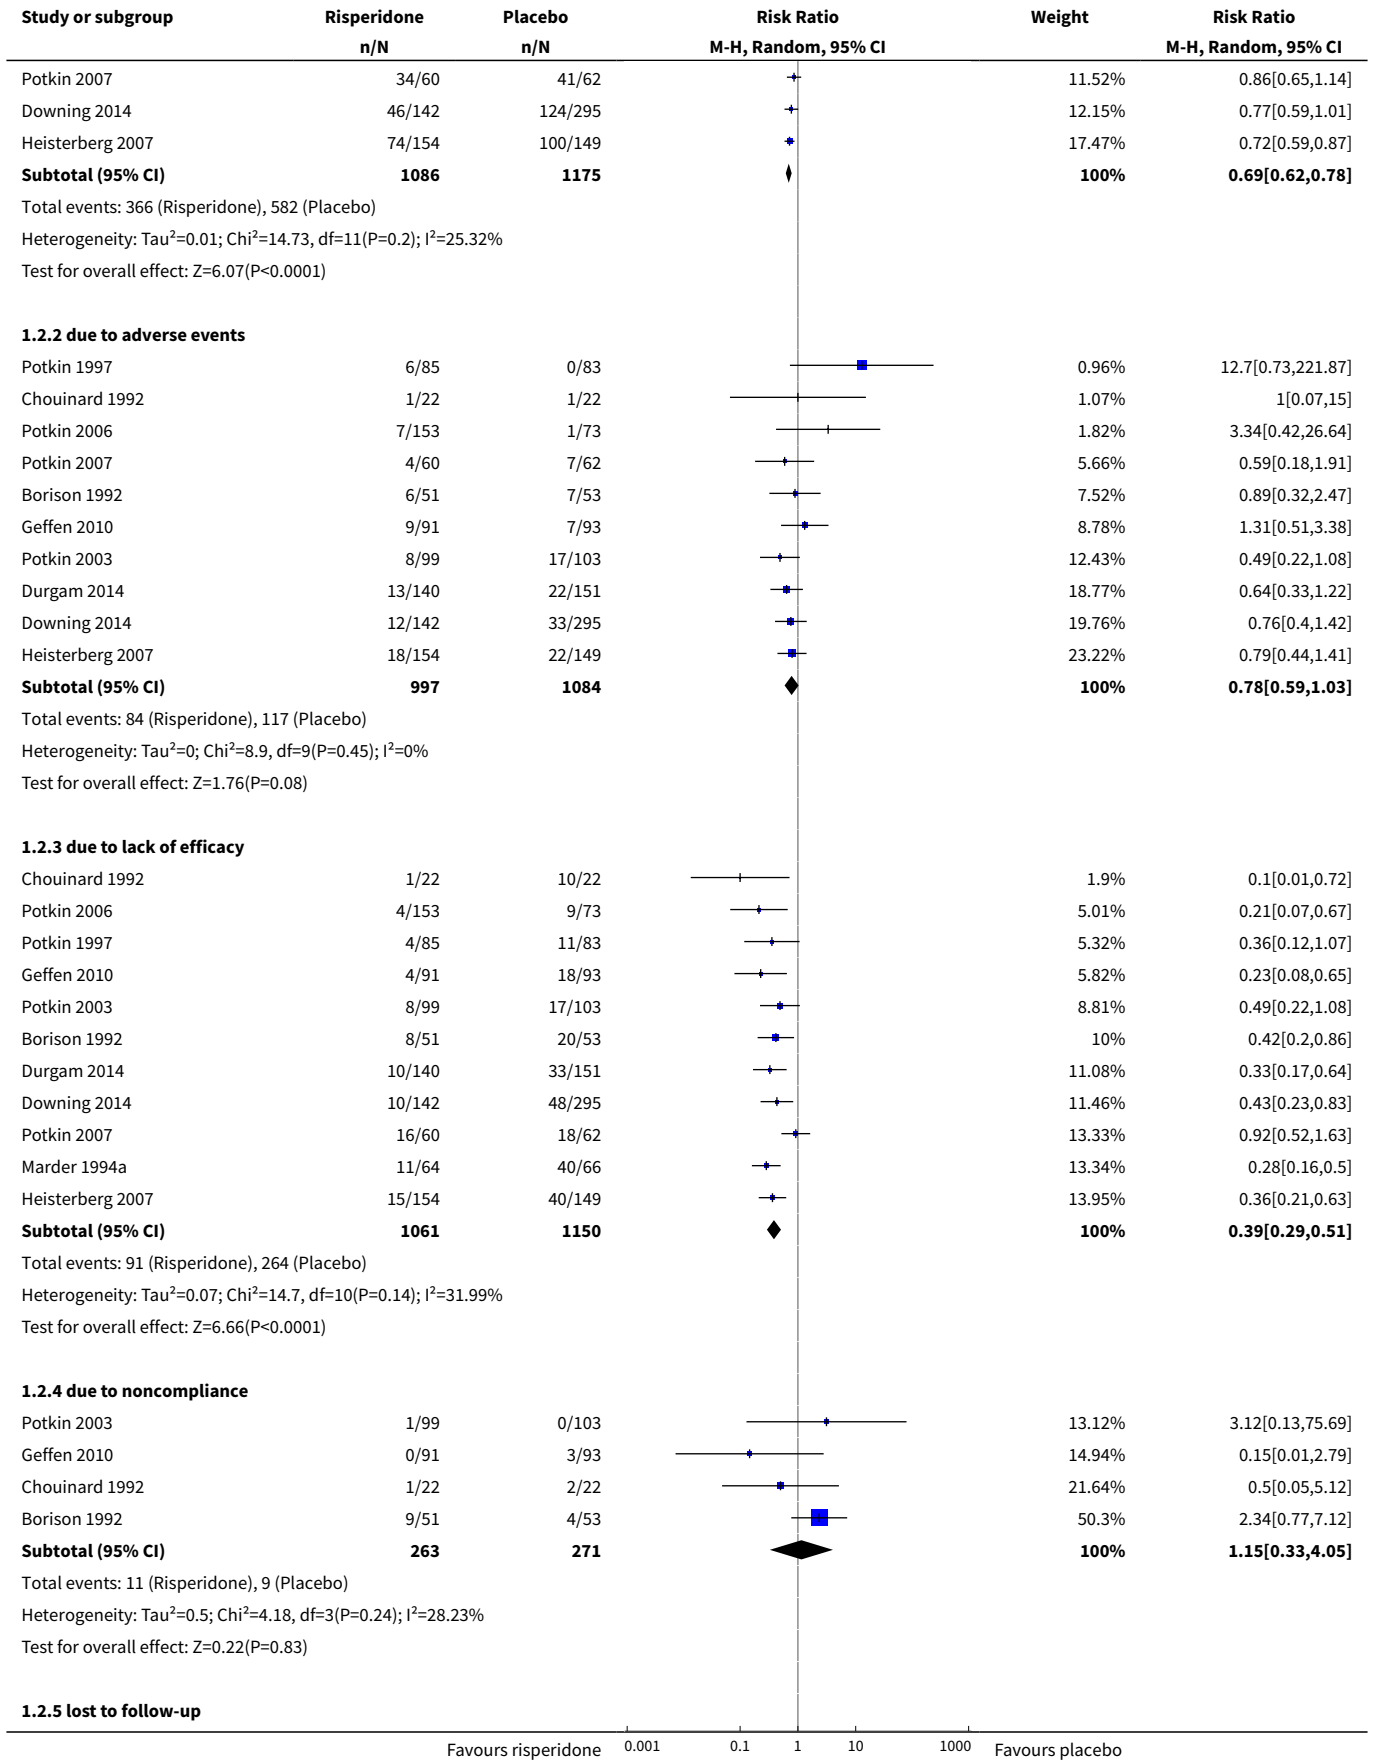 Study or subgroup Risperidone Placebo Risk Ratio Weight Risk Ratio
n/N n/N M-H, Random, 95% CI M-H, Random, 95% CI
Potkin 2007 34/60 41/62 11.52% 0.86[0.65,1.14]
Downing 2014 46/142 124/295 12.15% 0.77[0.59,1.01]
Heisterberg 2007 74/154 100/149 17.47% 0.72[0.59,0.87]
Subtotal (95% CI) 1086 1175 100% 0.69[0.62,0.78]
Total events: 366 (Risperidone), 582 (Placebo)
Heterogeneity: Tau²=0.01; Chi²=14.73, df=11(P=0.2); I²=25.32%
Test for overall effect: Z=6.07(P<0.0001)
1.2.2 due to adverse events
Potkin 1997 6/85 0/83 0.96% 12.7[0.73,221.87]
Chouinard 1992 1/22 1/22 1.07% 1[0.07,15]
Potkin 2006 7/153 1/73 1.82% 3.34[0.42,26.64]
Potkin 2007 4/60 7/62 5.66% 0.59[0.18,1.91]
Borison 1992 6/51 7/53 7.52% 0.89[0.32,2.47]
Geffen 2010 9/91 7/93 8.78% 1.31[0.51,3.38]
Potkin 2003 8/99 17/103 12.43% 0.49[0.22,1.08]
Durgam 2014 13/140 22/151 18.77% 0.64[0.33,1.22]
Downing 2014 12/142 33/295 19.76% 0.76[0.4,1.42]
Heisterberg 2007 18/154 22/149 23.22% 0.79[0.44,1.41]
Subtotal (95% CI) 997 1084 100% 0.78[0.59,1.03]
Total events: 84 (Risperidone), 117 (Placebo)
Heterogeneity: Tau²=0; Chi²=8.9, df=9(P=0.45); I²=0%
Test for overall effect: Z=1.76(P=0.08)
1.2.3 due to lack of efficacy
Chouinard 1992 1/22 10/22 1.9% 0.1[0.01,0.72]
Potkin 2006 4/153 9/73 5.01% 0.21[0.07,0.67]
Potkin 1997 4/85 11/83 5.32% 0.36[0.12,1.07]
Geffen 2010 4/91 18/93 5.82% 0.23[0.08,0.65]
Potkin 2003 8/99 17/103 8.81% 0.49[0.22,1.08]
Borison 1992 8/51 20/53 10% 0.42[0.2,0.86]
Durgam 2014 10/140 33/151 11.08% 0.33[0.17,0.64]
Downing 2014 10/142 48/295 11.46% 0.43[0.23,0.83]
Potkin 2007 16/60 18/62 13.33% 0.92[0.52,1.63]
Marder 1994a 11/64 40/66 13.34% 0.28[0.16,0.5]
Heisterberg 2007 15/154 40/149 13.95% 0.36[0.21,0.63]
Subtotal (95% CI) 1061 1150 100% 0.39[0.29,0.51]
Total events: 91 (Risperidone), 264 (Placebo)
Heterogeneity: Tau²=0.07; Chi²=14.7, df=10(P=0.14); I²=31.99%
Test for overall effect: Z=6.66(P<0.0001)
1.2.4 due to noncompliance
Potkin 2003 1/99 0/103 13.12% 3.12[0.13,75.69]
Geffen 2010 0/91 3/93 14.94% 0.15[0.01,2.79]
Chouinard 1992 1/22 2/22 21.64% 0.5[0.05,5.12]
Borison 1992 9/51 4/53 50.3% 2.34[0.77,7.12]
Subtotal (95% CI) 263 271 100% 1.15[0.33,4.05]
Total events: 11 (Risperidone), 9 (Placebo)
Heterogeneity: Tau²=0.5; Chi²=4.18, df=3(P=0.24); I²=28.23%
Test for overall effect: Z=0.22(P=0.83)
1.2.5 lost to follow-up
Favours risperidone 0.001 0.1 1 10 1000 Favours placebo